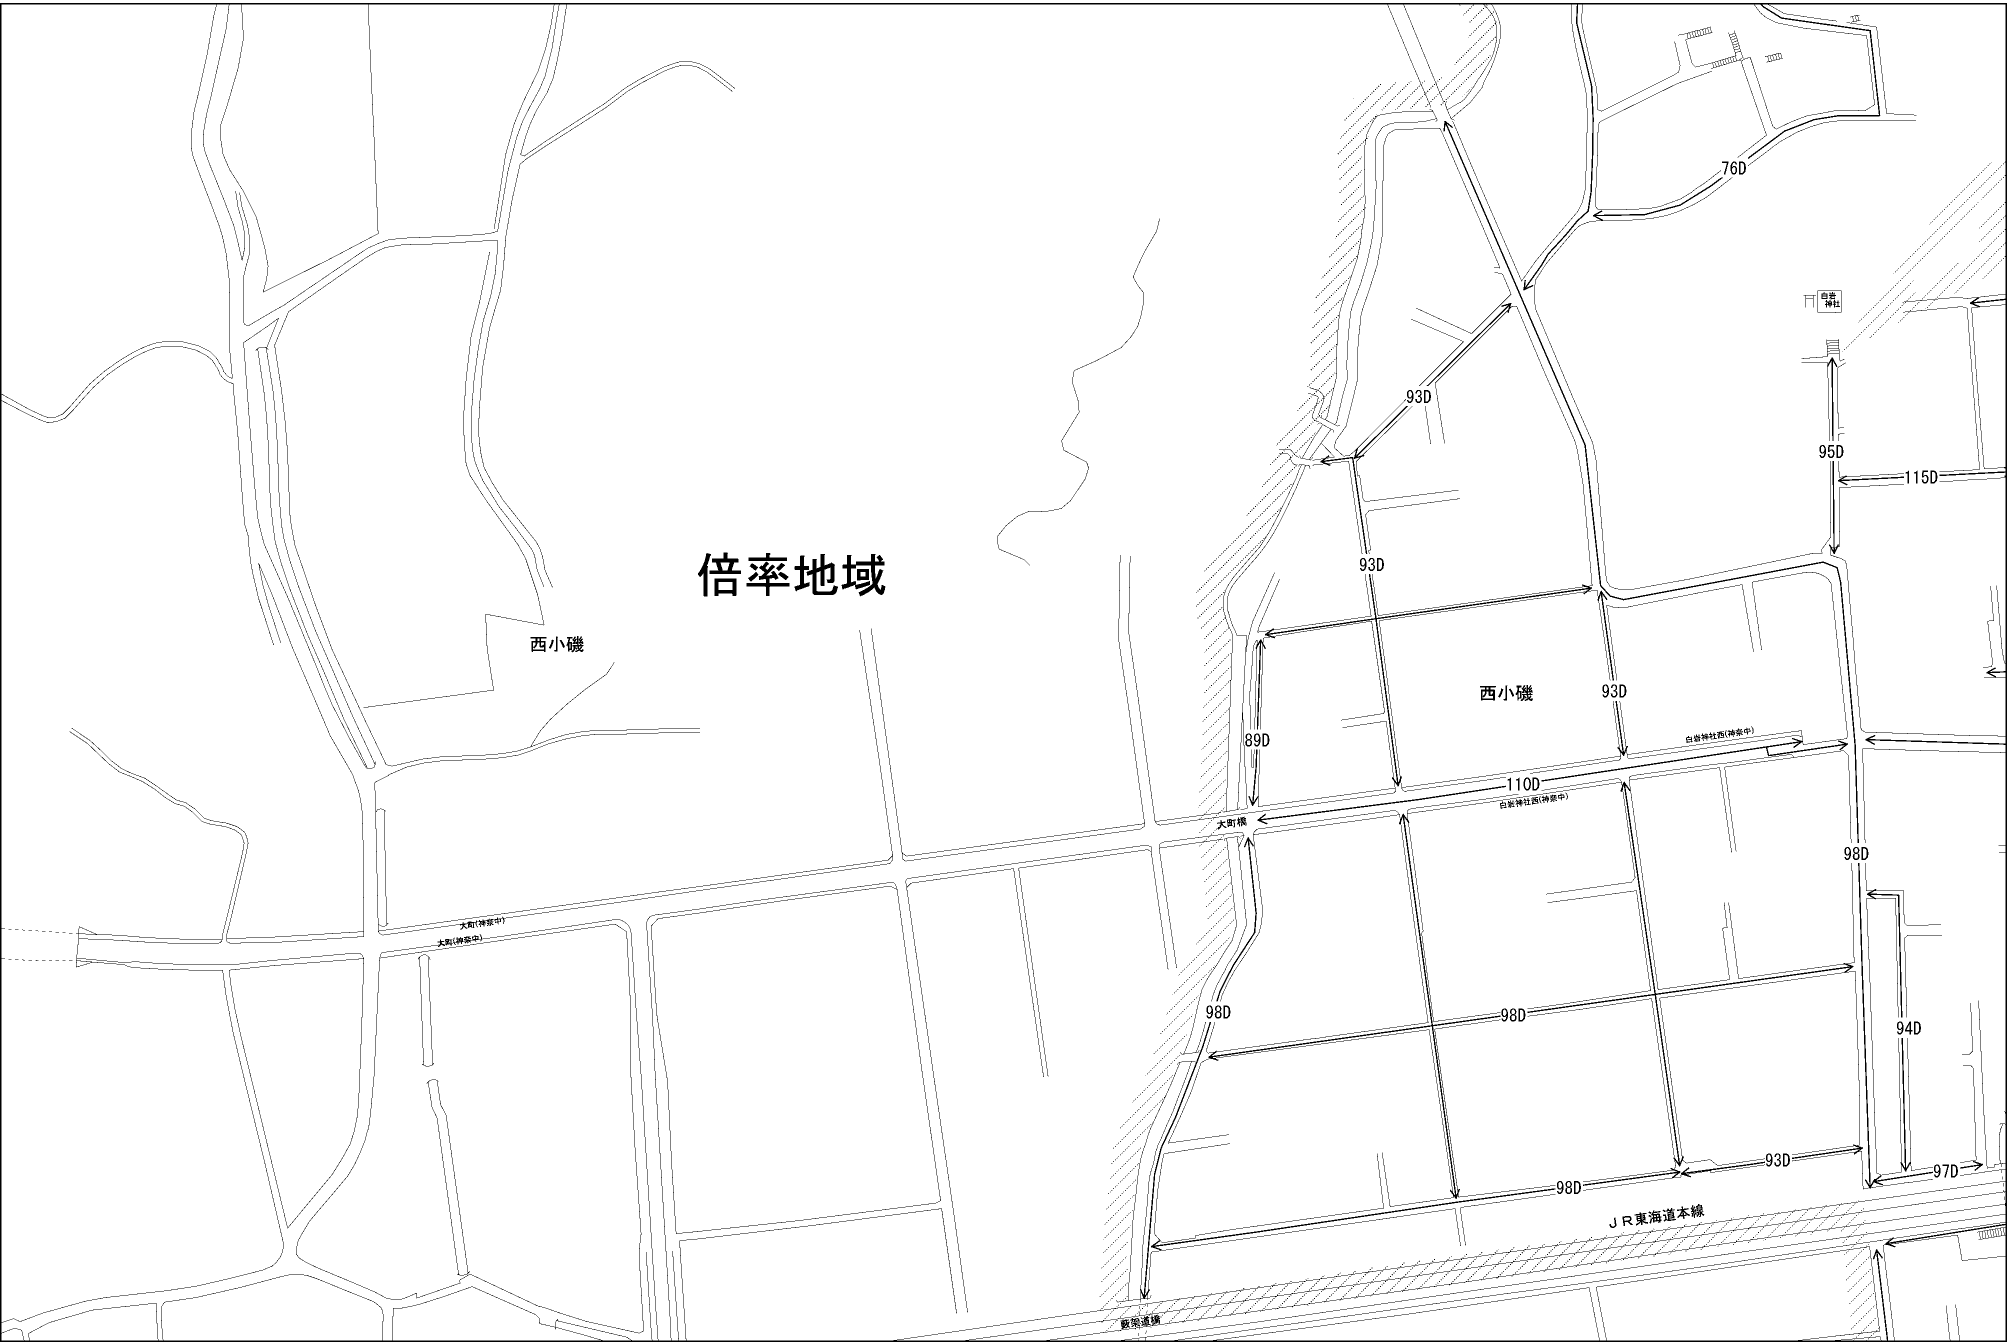 76D
白岩
神社
93D
95D
115D
93D
倍率地域
西小磯
西小磯
93D
89D
白岩神社西(神奈中)
110D
白岩神社西(神奈中)
大町橋
98D
大町(神奈中)
大町(神奈中)
98D
98D
94D
93D
97D
98D
JR東海道本線
藪架道橋